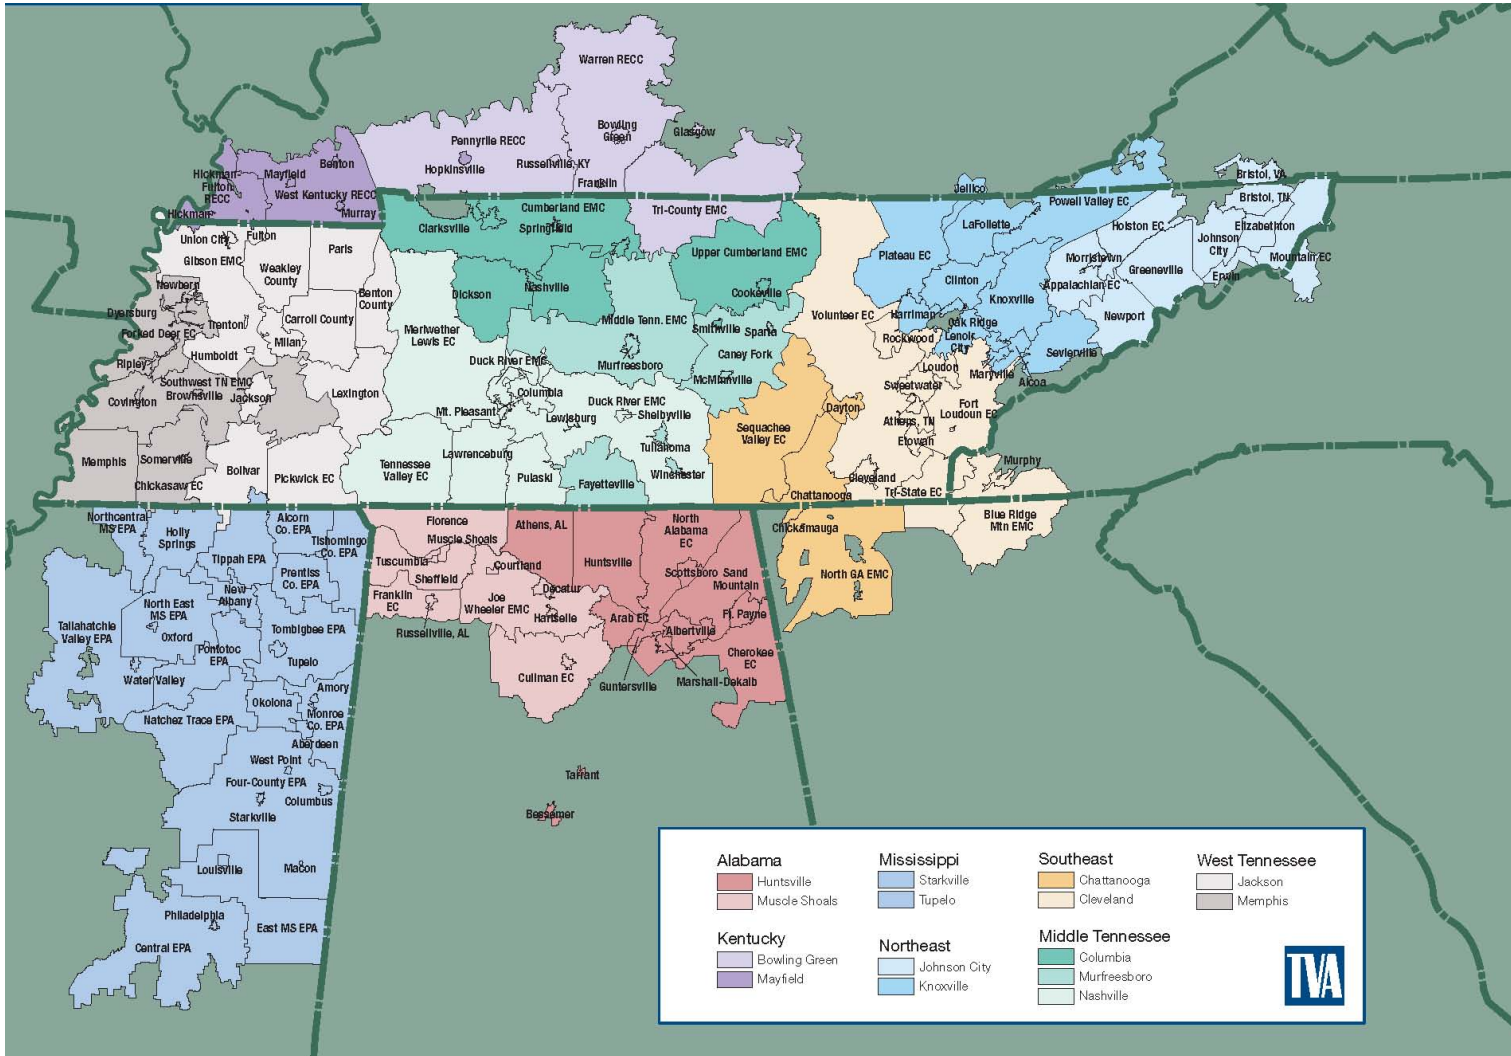 Warren RECC
Pennyrile RECC
Bowling
Green
Glasgow
Hopkinsville
Russellville, KY
Franklin
Benton
Hickman-
Fulton
RECC
Mayfield
West Kentucky RECC
Hickman
Murray
Jellico
Bristol, VA
Bristol, TN
Powell Valley EC
Cumberland EMC
Tri-County EMC
Clarksville
Springfield
LaFollette
Holston EC
Elizabethton
Johnson
City
Mountain EC
Union City
Fulton
Gibson EMC
Paris
Weakley
County
Upper Cumberland EMC
Plateau EC
Morristown
Greeneville
Erwin
Newbern
Benton
County
Dickson
Nashville
Cookeville
Clinton
Knoxville
Appalachian EC
Newport
Dyersburg
Forked Deer EC
Trenton
Carroll County
Milan
Humboldt
Meriwether
Lewis EC
Middle Tenn. EMC
Smithville
Sparta
Volunteer EC
Harriman
Oak Ridge
Rockwood
Lenoir
City
Sevierville
Ripley
Southwest TN EMC
Brownsville
Jackson
Covington
Lexington
Duck River EMC
Murfreesboro
Caney Fork
McMinnville
Loudon
Maryville
Alcoa
Sweetwater
Columbia
Duck River EMC
Mt. Pleasant
Lewisburg
Shelbyville
Dayton
Fort
Loudoun EC
Athens, TN
Etowah
Sequachee
Valley EC
Tullahoma
Memphis
Somerville
Chickasaw EC
Bolivar
Pickwick EC
Tennessee
Valley EC
Lawrenceburg
Pulaski
Fayetteville
Winchester
Murphy
Cleveland
Tri-State EC
Chattanooga
Blue Ridge
Mtn EMC
Chickamauga
North GA EMC
Northcentral
MS EPA
Holly
Springs
Alcorn
Co. EPA
Tishomingo
Co. EPA
Tippah EPA
Prentiss
Co. EPA
Florence
Muscle Shoals
Athens, AL
North
Alabama
EC
Tuscumbia
Courtland
Huntsville
Sheffield
Scottsboro
Sand
Mountain
Franklin
EC
Joe
Wheeler EMC
Decatur
Hartselle
Arab EC
Ft. Payne
Russellville, AL
Albertville
Cherokee
EC
Cullman EC
Guntersville
Marshall-Dekalb
New
Albany
North East
MS EPA
Tallahatchie
Valley EPA
Oxford
Tombigbee EPA
Pontotoc
EPA
Tupelo
Water Valley
Amory
Okolona
Natchez Trace EPA
Monroe
Co. EPA
Aberdeen
West Point
Four-County EPA
Columbus
Starkville
Tarrant
Bessemer
Louisville
Macon
Philadelphia
East MS EPA
Central EPA
Alabama
Huntsville
Muscle Shoals
Kentucky
Bowling Green
Mayfield
Mississippi
Starkville
Tupelo
Northeast
Johnson City
Knoxville
Southeast
Chattanooga
Cleveland
Middle Tennessee
Columbia
Murfreesboro
Nashville
West Tennessee
Jackson
Memphis
TVA